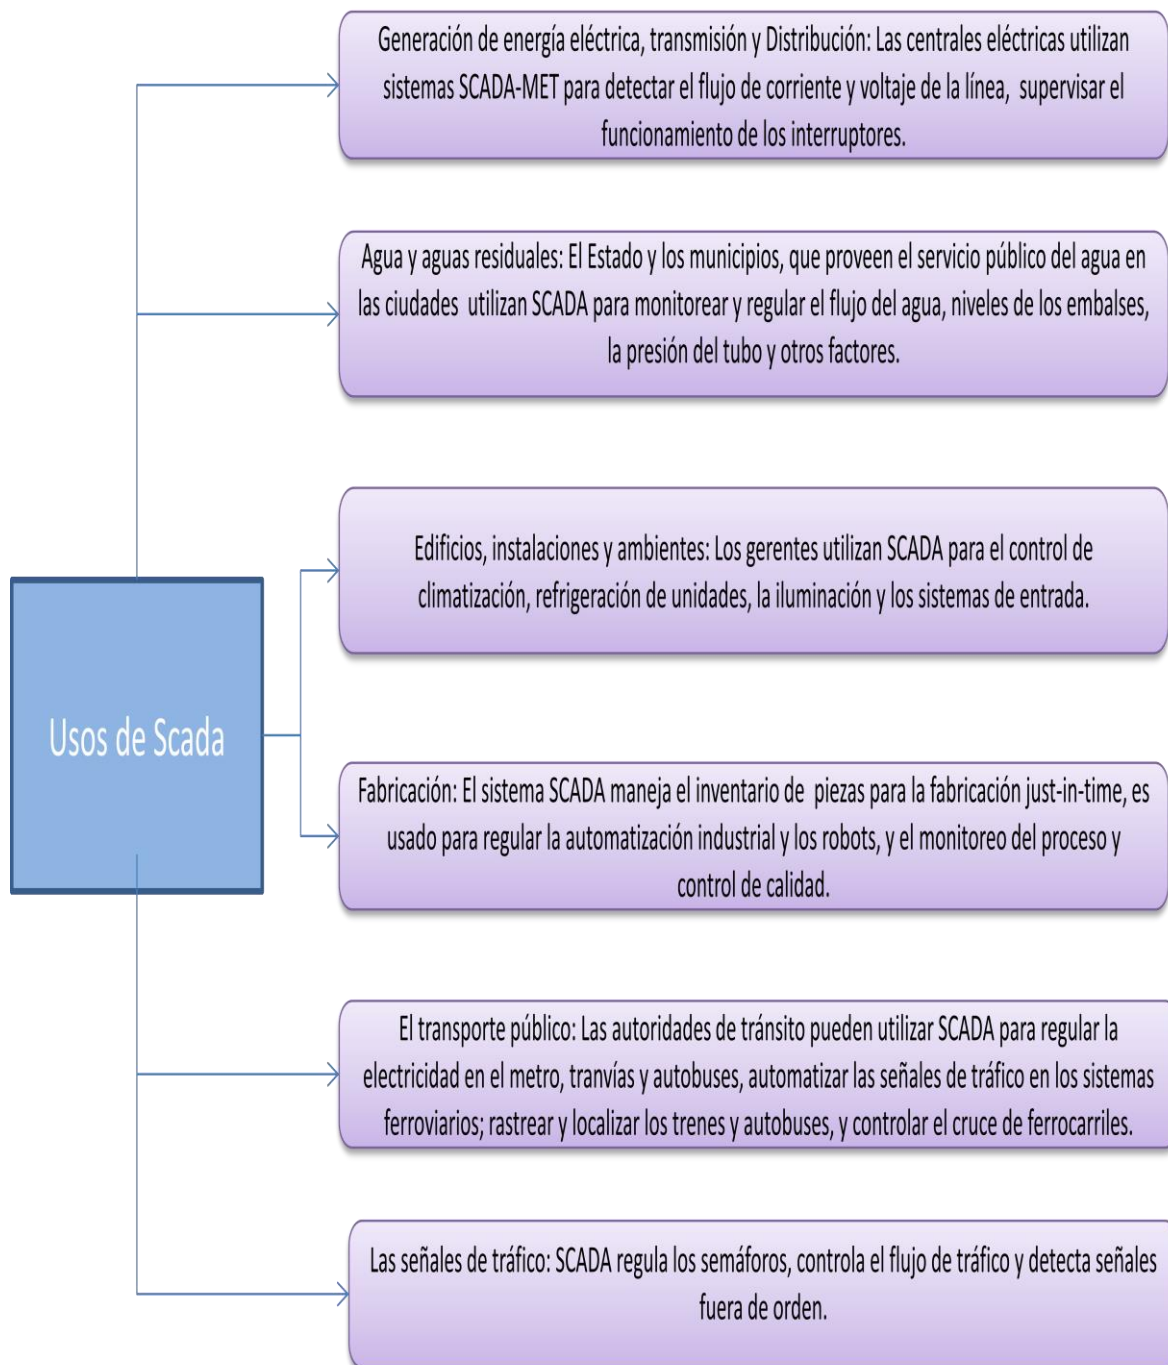 Generación de energía eléctrica, transmisión y Distribución: Las centrales eléctricas utilizan
sistemas SCADA-MET para detectar el flujo de corriente y voltaje de la línea, supervisar el
funcionamiento de los interruptores.
Agua y aguas residuales: El Estado y los municipios, que proveen el servicio público del agua en
las ciudades utilizan SCADA para monitorear y regular el flujo del agua, niveles de los embalses,
la presión del tubo y otros factores.
Edificios, instalaciones y ambientes: Los gerentes utilizan SCADA para el control de
climatización, refrigeración de unidades, la iluminación y los sistemas de entrada.
Usos de Scada
Fabricación: El sistema SCADA maneja el inventario de piezas para la fabricación just-in-time, es
usado para regular la automatización industrial y los robots, y el monitoreo del proceso y
control de calidad.
El transporte público: Las autoridades de tránsito pueden utilizar SCADA para regular la
electricidad en el metro, tranvías y autobuses, automatizar las señales de tráfico en los sistemas
ferroviarios; rastrear y localizar los trenes y autobuses, y controlar el cruce de ferrocarriles.
Las señales de tráfico: SCADA regula los semáforos, controla el flujo de tráfico y detecta señales
fuera de orden.